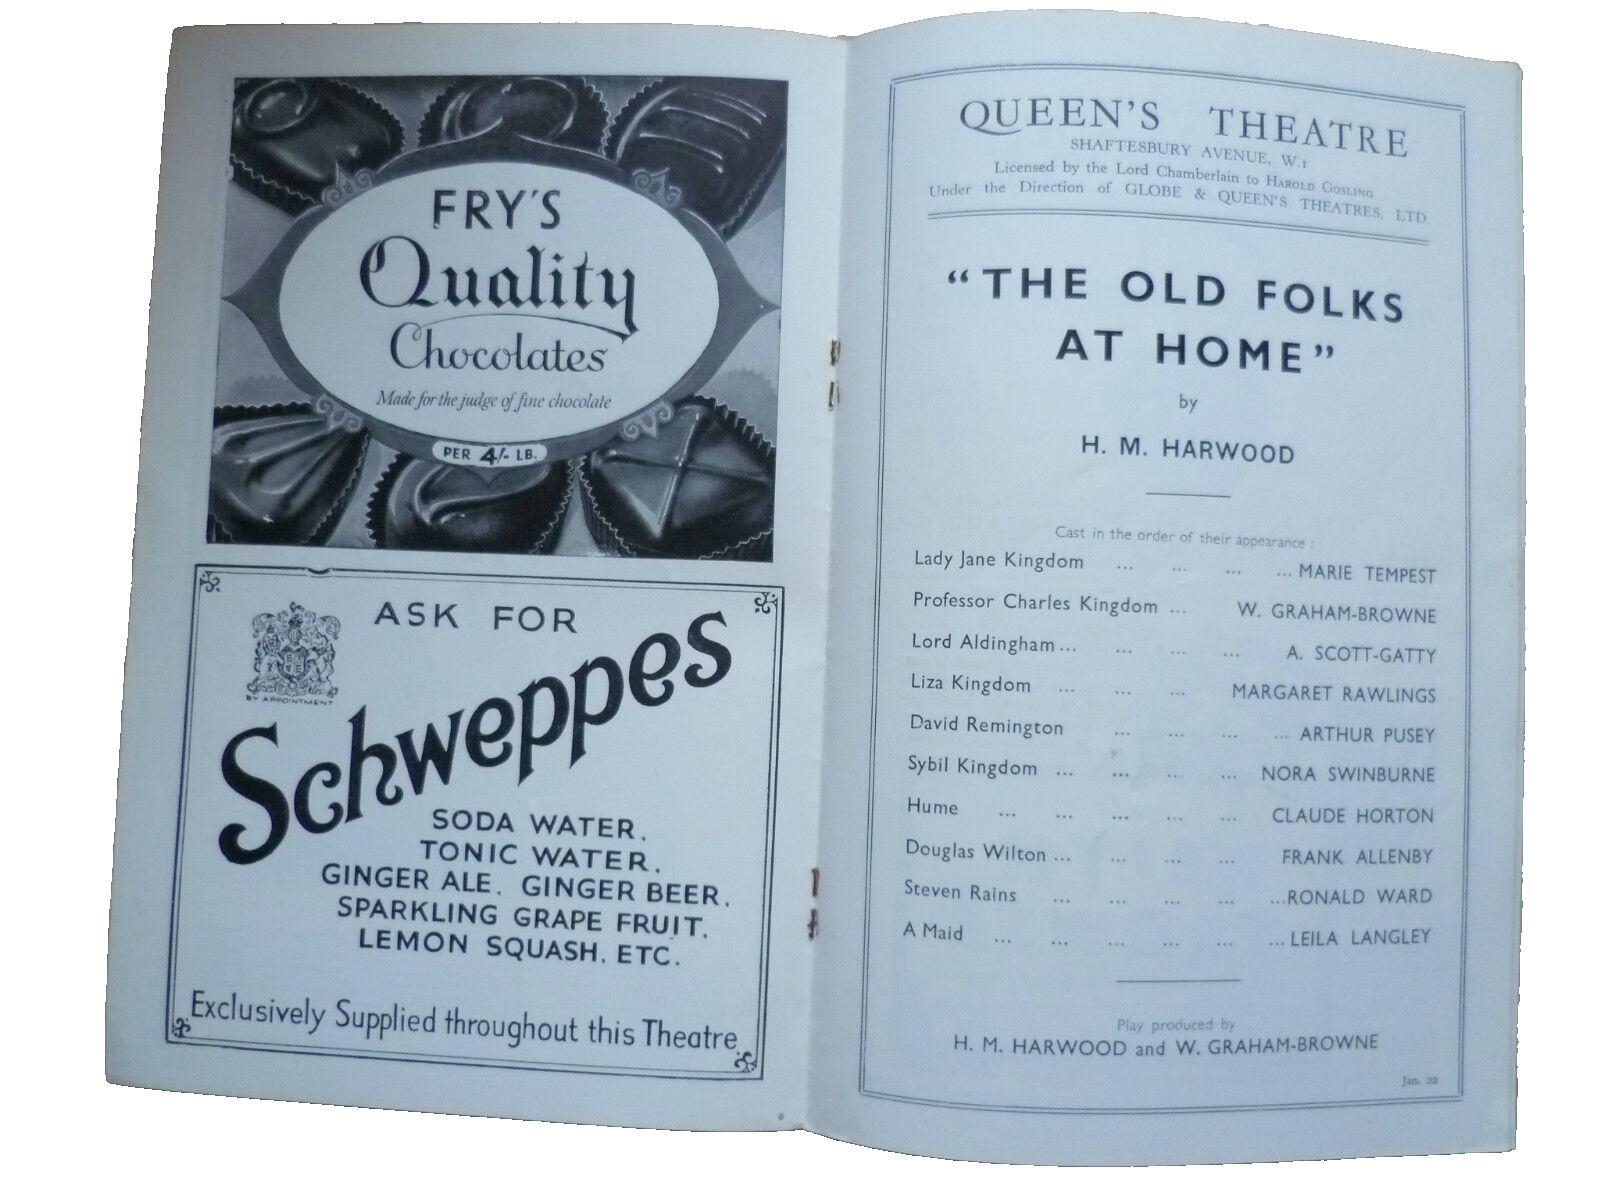 FRY'S
Quality
Chocolates
Made for the judge of fine chocolate
PER 4/- LB.
ASK FOR
BY APPOINTMENT
Schweppes
SODA WATER.
TONIC WATER.
GINGER ALE. GINGER BEER.
SPARKLING GRAPE FRUIT.
LEMON SQUASH. ETC.
Exclusively Supplied throughout this Theatre.
QUEEN'S THEATRE
SHAFTESBURY AVENUE, W.1
Licensed by the Lord Chamberlain to HAROLD GOSLING
Under the Direction of GLOBE & QUEEN'S THEATRES, LTD.
"THE OLD FOLKS
AT HOME"
by
H. M. HARWOOD
Cast in the order of their appearance :
Lady Jane Kingdom ... ... ... ... MARIE TEMPEST
Professor Charles Kingdom ... W. GRAHAM-BROWNE
Lord Aldingham ... ... ... ... A. SCOTT-GATTY
Liza Kingdom ... ... ... MARGARET RAWLINGS
David Remington ... ... ... ... ARTHUR PUSEY
Sybil Kingdom ... ... ... ... NORA SWINBURNE
Hume ... ... ... ... ... CLAUDE HORTON
Douglas Wilton ... ... ... ... FRANK ALLENBY
Steven Rains ... ... ... ... ... RONALD WARD
A Maid ... ... ... ... ... ... LEILA LANGLEY
Play produced by
H. M. HARWOOD and W. GRAHAM-BROWNE
Jan. 22